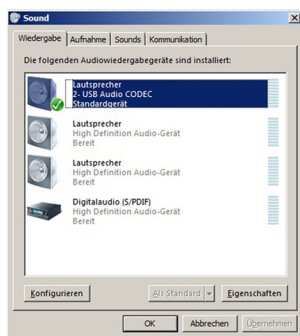 Sound
Wiedergabe Aufnahme Sounds Kommunikation
Die folgenden Audiowiedergabegeräte sind installiert:
Lautsprecher
2- USB Audio CODEC
Standardgerät
Lautsprecher
High Definition Audio-Gerät
Bereit
Lautsprecher
High Definition Audio-Gerät
Bereit
Digitalaudio (S/PDIF)
High Definition Audio-Gerät
Bereit
Konfigurieren Als Standard Eigenschaften
OK Abbrechen Übernehmen